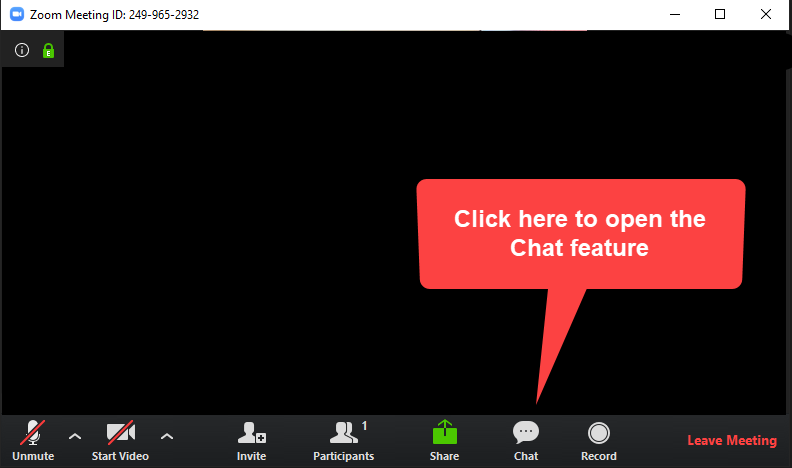 Zoom Meeting ID: 249-965-2932
E
Click here to open the
Chat feature
1
Unmute Start Video Invite Participants Share Chat Record Leave Meeting